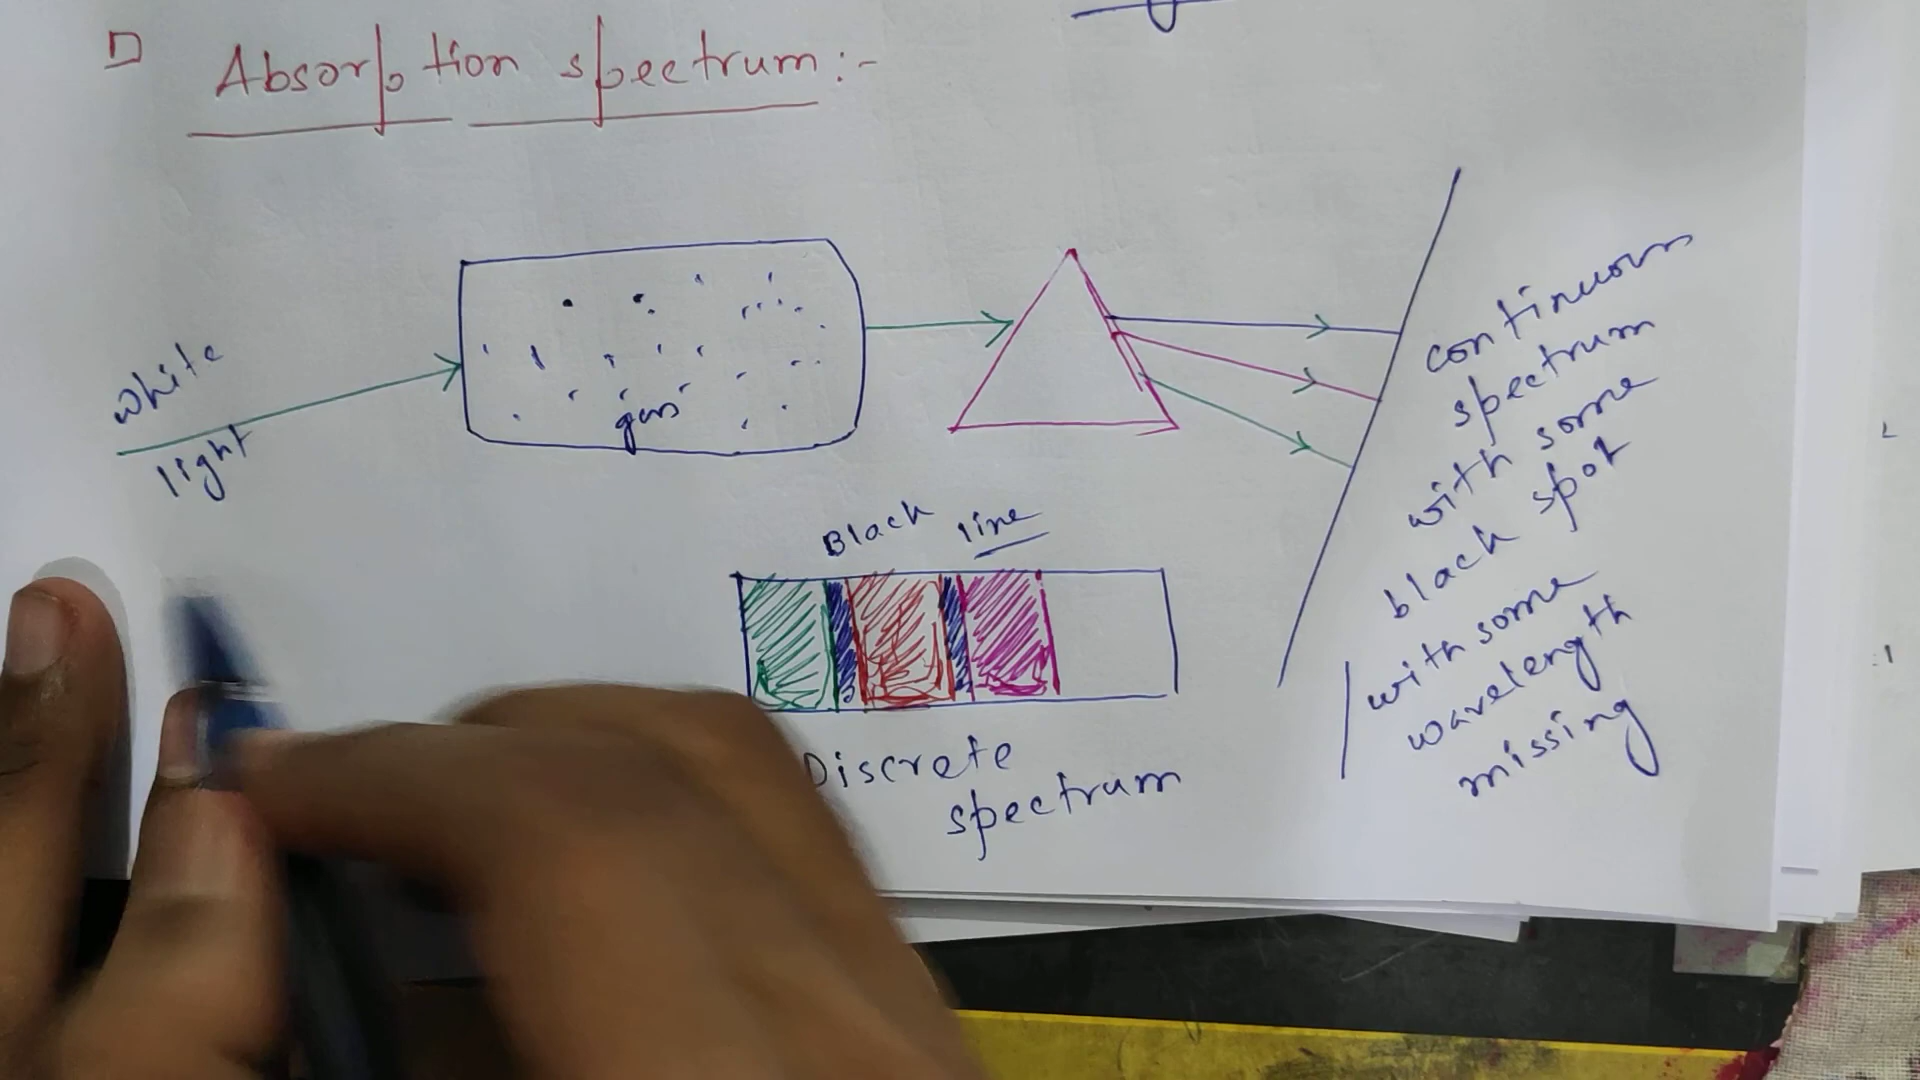 Absorption spectrum:-
white
light
gas
continuous
spectrum
with some
black spot
with some
wavelength
missing
Black line
Discrete
spectrum